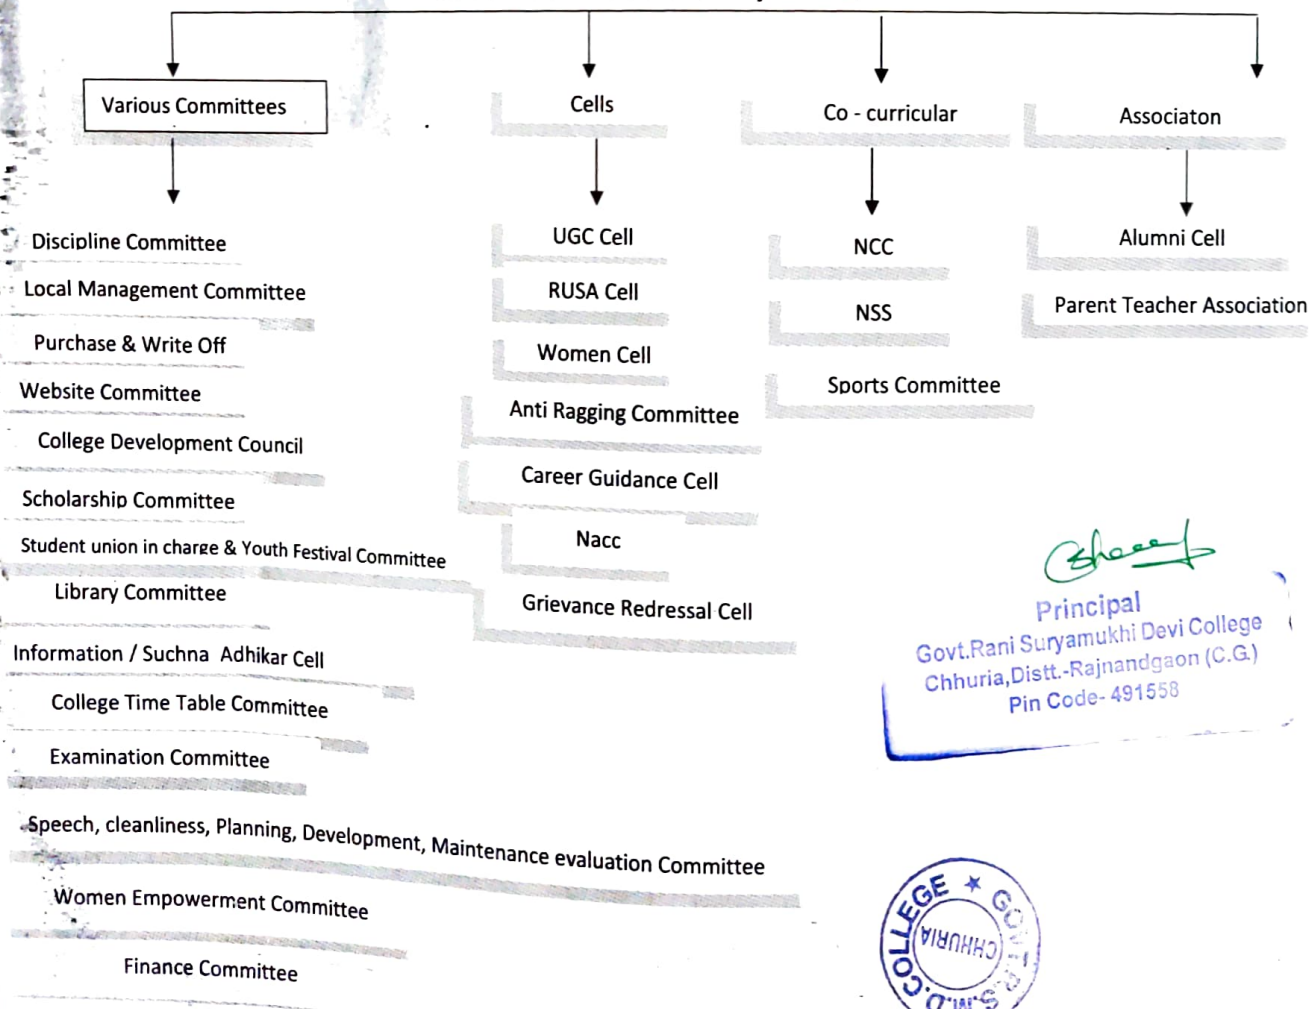 Various Committees
Cells
Co - curricular
Associaton
Discipline Committee
Local Management Committee
Purchase & Write Off
Website Committee
College Development Council
Scholarship Committee
Student union in charge & Youth Festival Committee
Library Committee
Information / Suchna Adhikar Cell
College Time Table Committee
Examination Committee
Speech, cleanliness, Planning, Development, Maintenance evaluation Committee
Women Empowerment Committee
Finance Committee
UGC Cell
RUSA Cell
Women Cell
Anti Ragging Committee
Career Guidance Cell
Nacc
Grievance Redressal Cell
NCC
NSS
Sports Committee
Alumni Cell
Parent Teacher Association
Principal
Govt.Rani Suryamukhi Devi College
Chhuria,Distt.-Rajnandgaon (C.G.)
Pin Code- 491558
GOVT.R.S.M.D.COLLEGE
CHHURIA